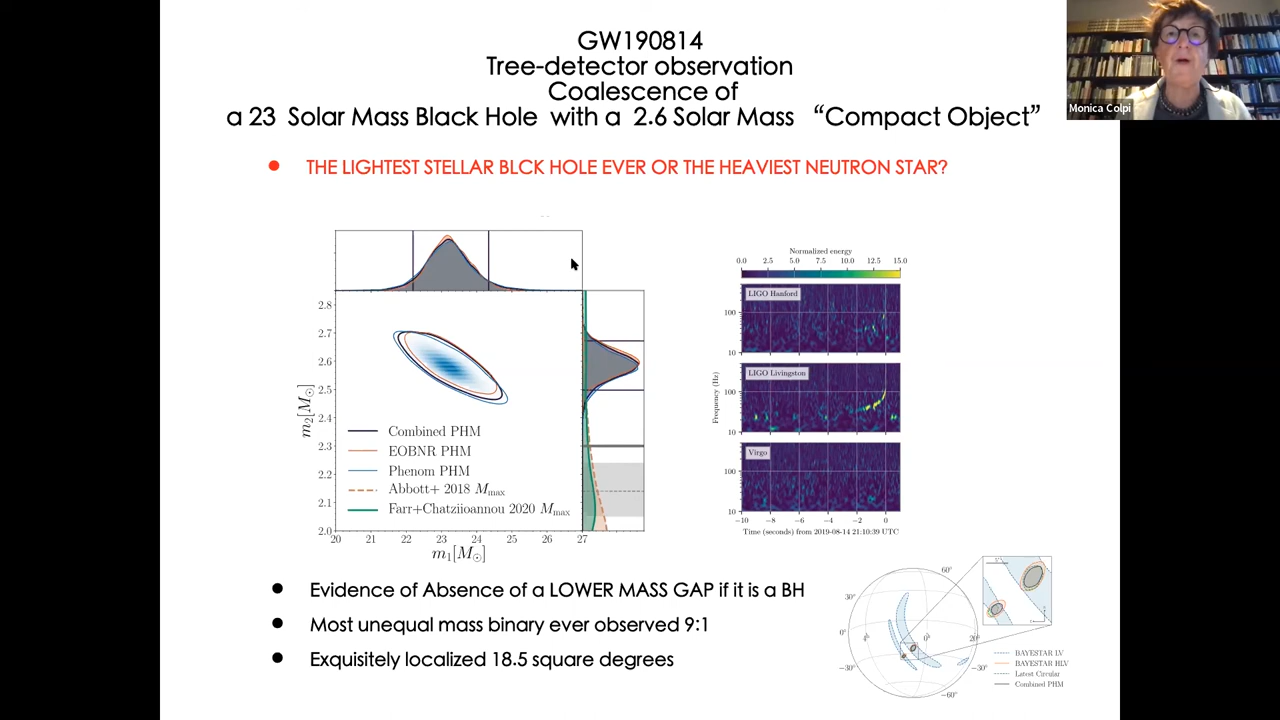 GW190814
Tree-detector observation
Coalescence of
a 23 Solar Mass Black Hole with a 2.6 Solar Mass “Compact Object”
Monica Colpi
● THE LIGHTEST STELLAR BLCK HOLE EVER OR THE HEAVIEST NEUTRON STAR?
2.8
2.7
2.6
2.5
2.4
2.3
2.2
2.1
2.0
m₂[M☉]
Combined PHM
EOBNR PHM
Phenom PHM
Abbott+ 2018 Mmax
Farr+Chatziioannou 2020 Mmax
20 21 22 23 24 25 26 27
m₁[M☉]
Normalized energy
0.0 2.5 5.0 7.5 10.0 12.5 15.0
LIGO Hanford
100
10
LIGO Livingston
100
10
Frequency (Hz)
Virgo
100
10
−10 −8 −6 −4 −2 0
Time (seconds) from 2019-08-14 21:10:39 UTC
● Evidence of Absence of a LOWER MASS GAP if it is a BH
● Most unequal mass binary ever observed 9:1
● Exquisitely localized 18.5 square degrees
60°
30°
0°
4ʰ
0ʰ
20ʰ
−30°
−30°
−60°
BAYESTAR LV
BAYESTAR HLV
Latest Circular
Combined PHM